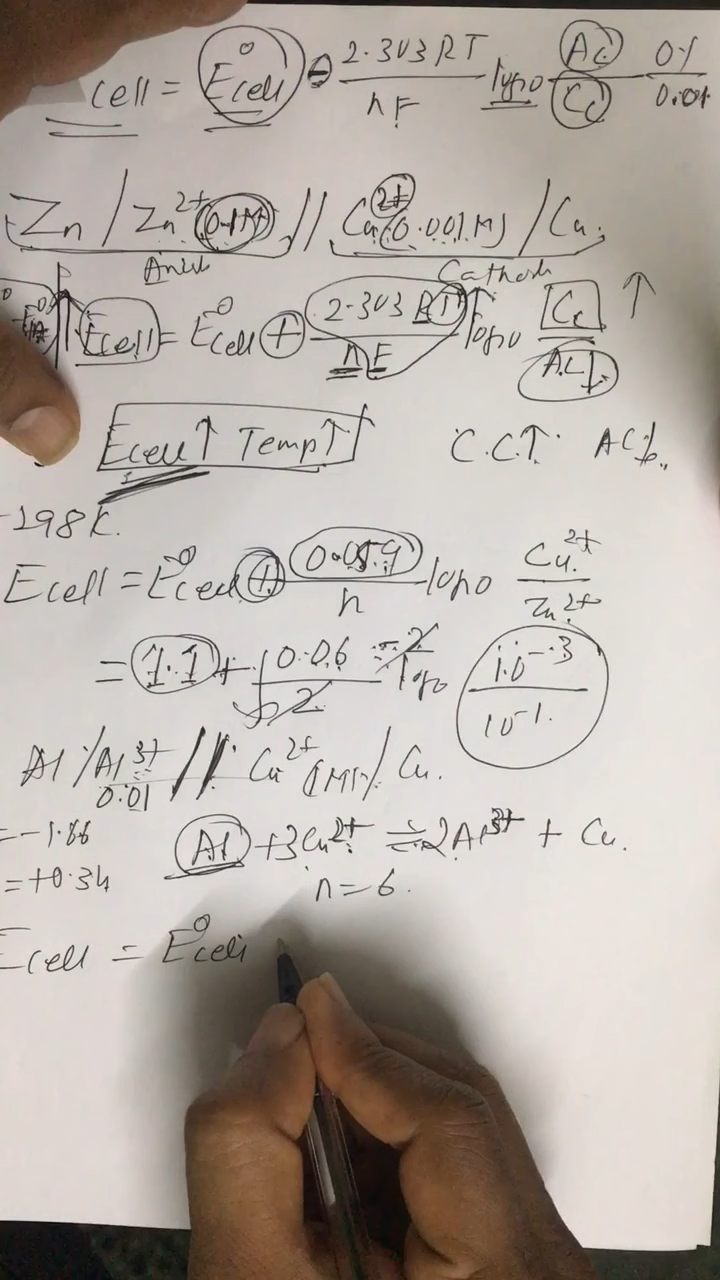 cell = E°cell - 2.303RT / nF log10 AC / CC 0.1 / 0.001
Zn / Zn2+ (0.1M) // Cu2+ (0.001M) / Cu.
Anode Cathode
Ecell = E°cell + 2.303RT / nF log10 CC / AC
Ecell↑ Temp↑ C.C↑ AC↓.
298K.
Ecell = E°cell + 0.059 / n log10 Cu2+ / Zn2+
= 1.1 + 0.06 / 2 log10 10-3 / 10-1.
Al / Al3+ 0.01 // Cu2+ (1M) / Cu.
= -1.66
Al + 3Cu2+ ⇌ 2Al3+ + Cu.
= +0.34
n = 6.
Ecell = E°cell